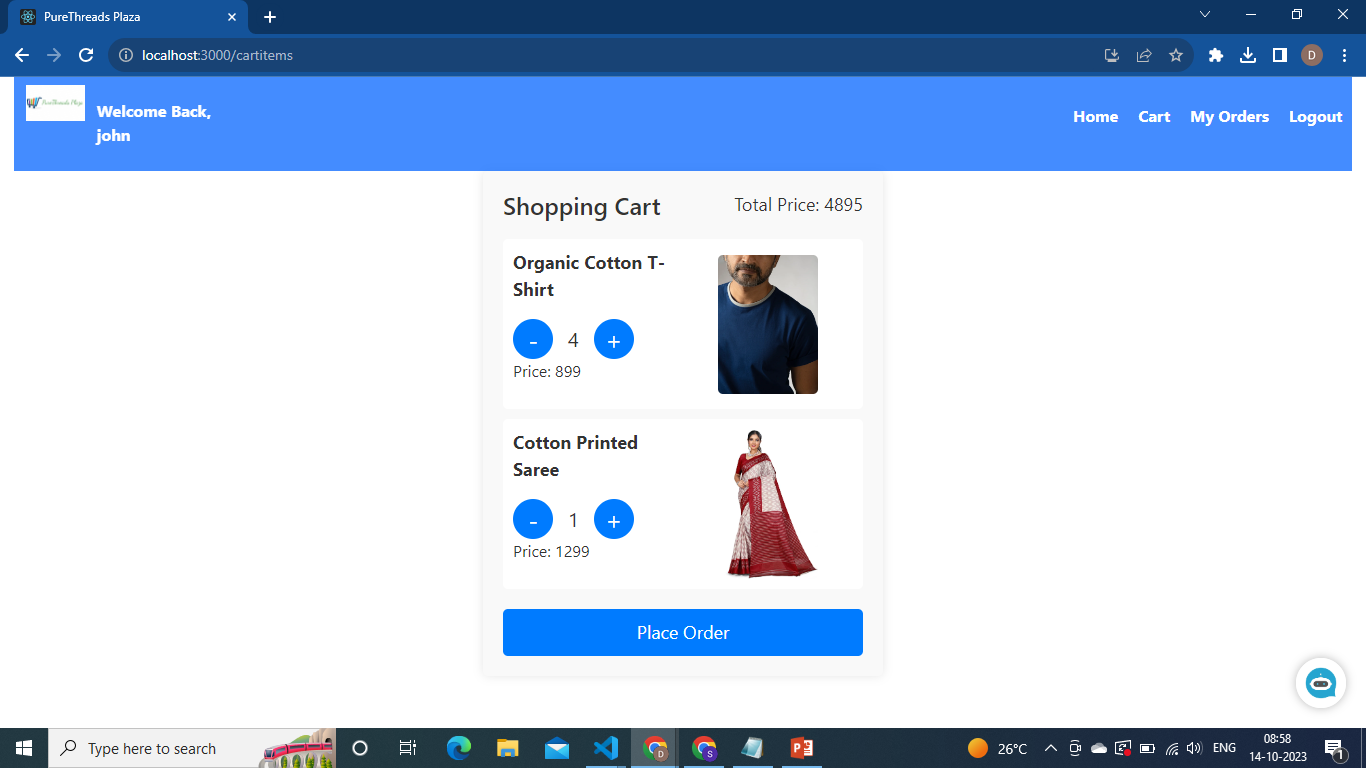 PureThreads Plaza
localhost:3000/cartitems
D
PureThreads Plaza
Welcome Back,
john
Home
Cart
My Orders
Logout
Shopping Cart
Total Price: 4895
Organic Cotton T-
Shirt
-
4
+
Price: 899
Cotton Printed
Saree
-
1
+
Price: 1299
Place Order
Type here to search
D
S
P
26°C
ENG
08:58
14-10-2023
1